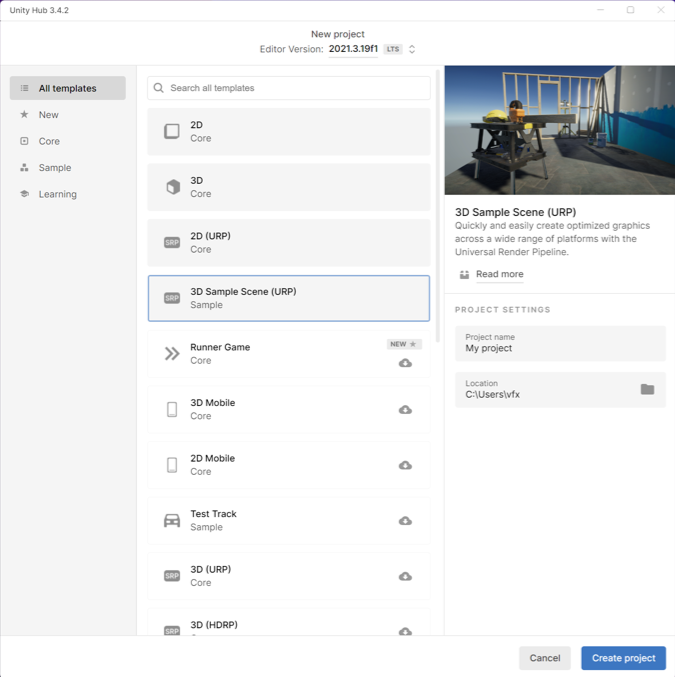 Unity Hub 3.4.2
New project
Editor Version: 2021.3.19f1 LTS
All templates
New
Core
Sample
Learning
Search all templates
2D
Core
3D
Core
SRP
2D (URP)
Core
SRP
3D Sample Scene (URP)
Sample
Runner Game
Core
NEW
3D Mobile
Core
2D Mobile
Core
Test Track
Sample
SRP
3D (URP)
Core
SRP
3D (HDRP)
3D Sample Scene (URP)
Quickly and easily create optimized graphics
across a wide range of platforms with the
Universal Render Pipeline.
Read more
PROJECT SETTINGS
Project name
My project
Location
C:\Users\vfx
Cancel
Create project